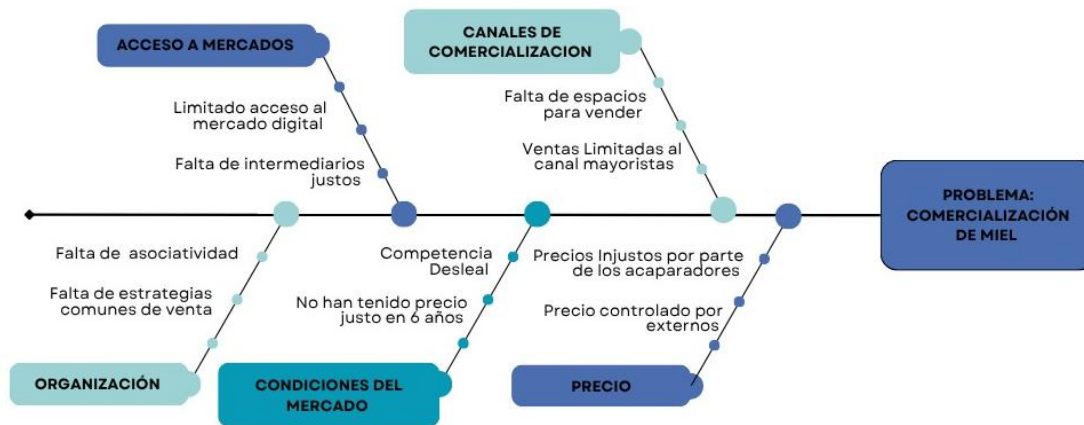 ACCESO A MERCADOS
Limitado acceso al
mercado digital
Falta de intermediarios
justos
CANALES DE
COMERCIALIZACION
Falta de espacios
para vender
Ventas Limitadas al
canal mayoristas
PROBLEMA:
COMERCIALIZACIÓN
DE MIEL
Falta de asociatividad
Falta de estrategias
comunes de venta
ORGANIZACIÓN
Competencia
Desleal
No han tenido precio
justo en 6 años
CONDICIONES DEL
MERCADO
Precios Injustos por parte
de los acaparadores
Precio controlado por
externos
PRECIO